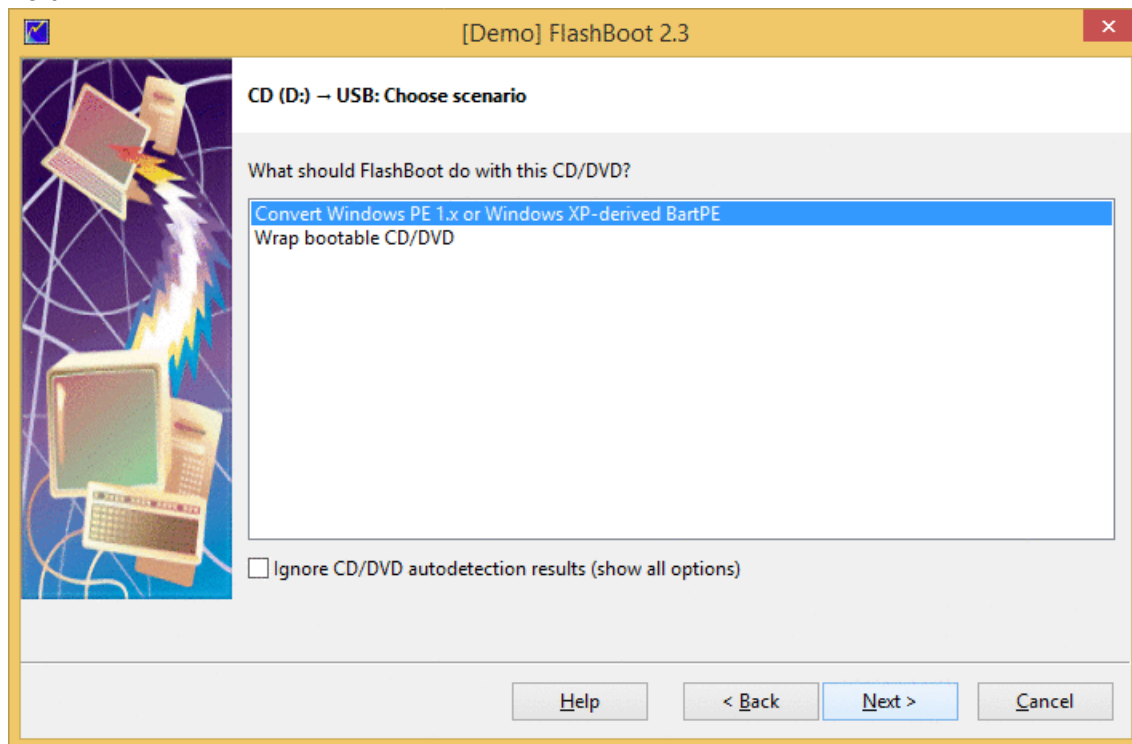 [Demo] FlashBoot 2.3
CD (D:) → USB: Choose scenario
What should FlashBoot do with this CD/DVD?
Convert Windows PE 1.x or Windows XP-derived BartPE
Wrap bootable CD/DVD
Ignore CD/DVD autodetection results (show all options)
Help
< Back
Next >
Cancel